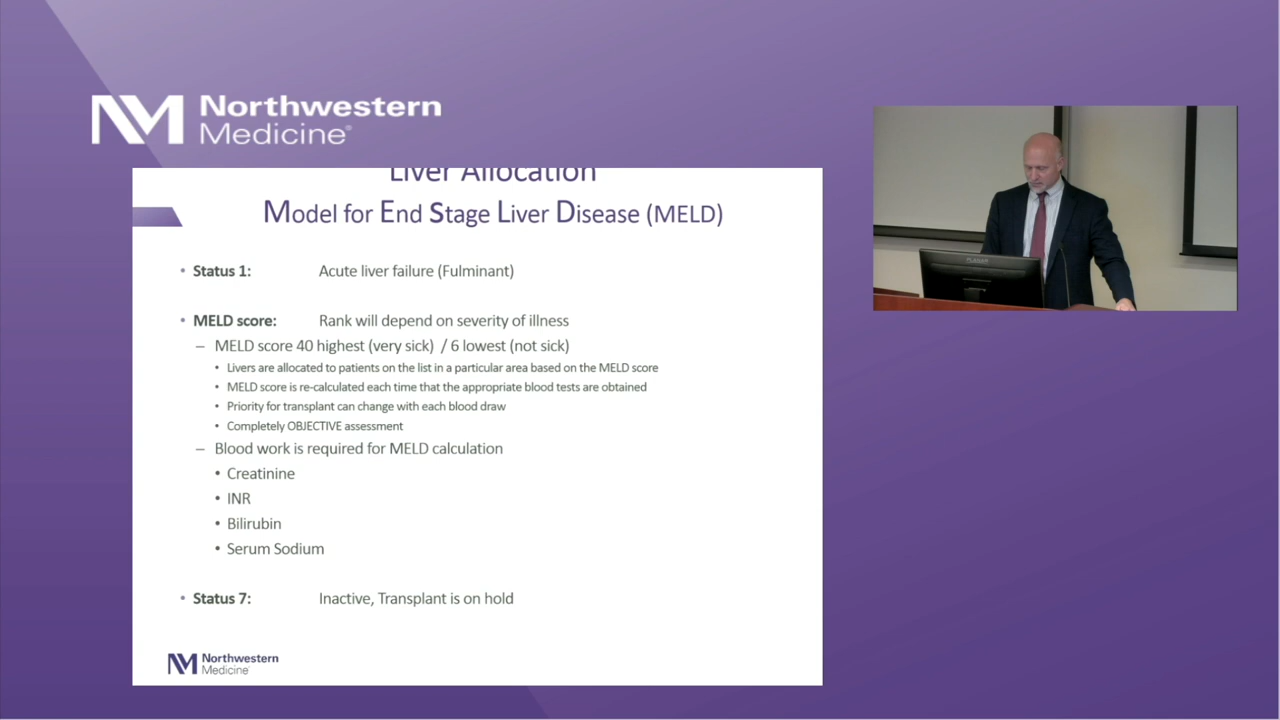 Northwestern
Medicine®
Liver Allocation
Model for End Stage Liver Disease (MELD)
• Status 1: Acute liver failure (Fulminant)
• MELD score: Rank will depend on severity of illness
– MELD score 40 highest (very sick) / 6 lowest (not sick)
• Livers are allocated to patients on the list in a particular area based on the MELD score
• MELD score is re-calculated each time that the appropriate blood tests are obtained
• Priority for transplant can change with each blood draw
• Completely OBJECTIVE assessment
– Blood work is required for MELD calculation
• Creatinine
• INR
• Bilirubin
• Serum Sodium
• Status 7: Inactive, Transplant is on hold
Northwestern
Medicine